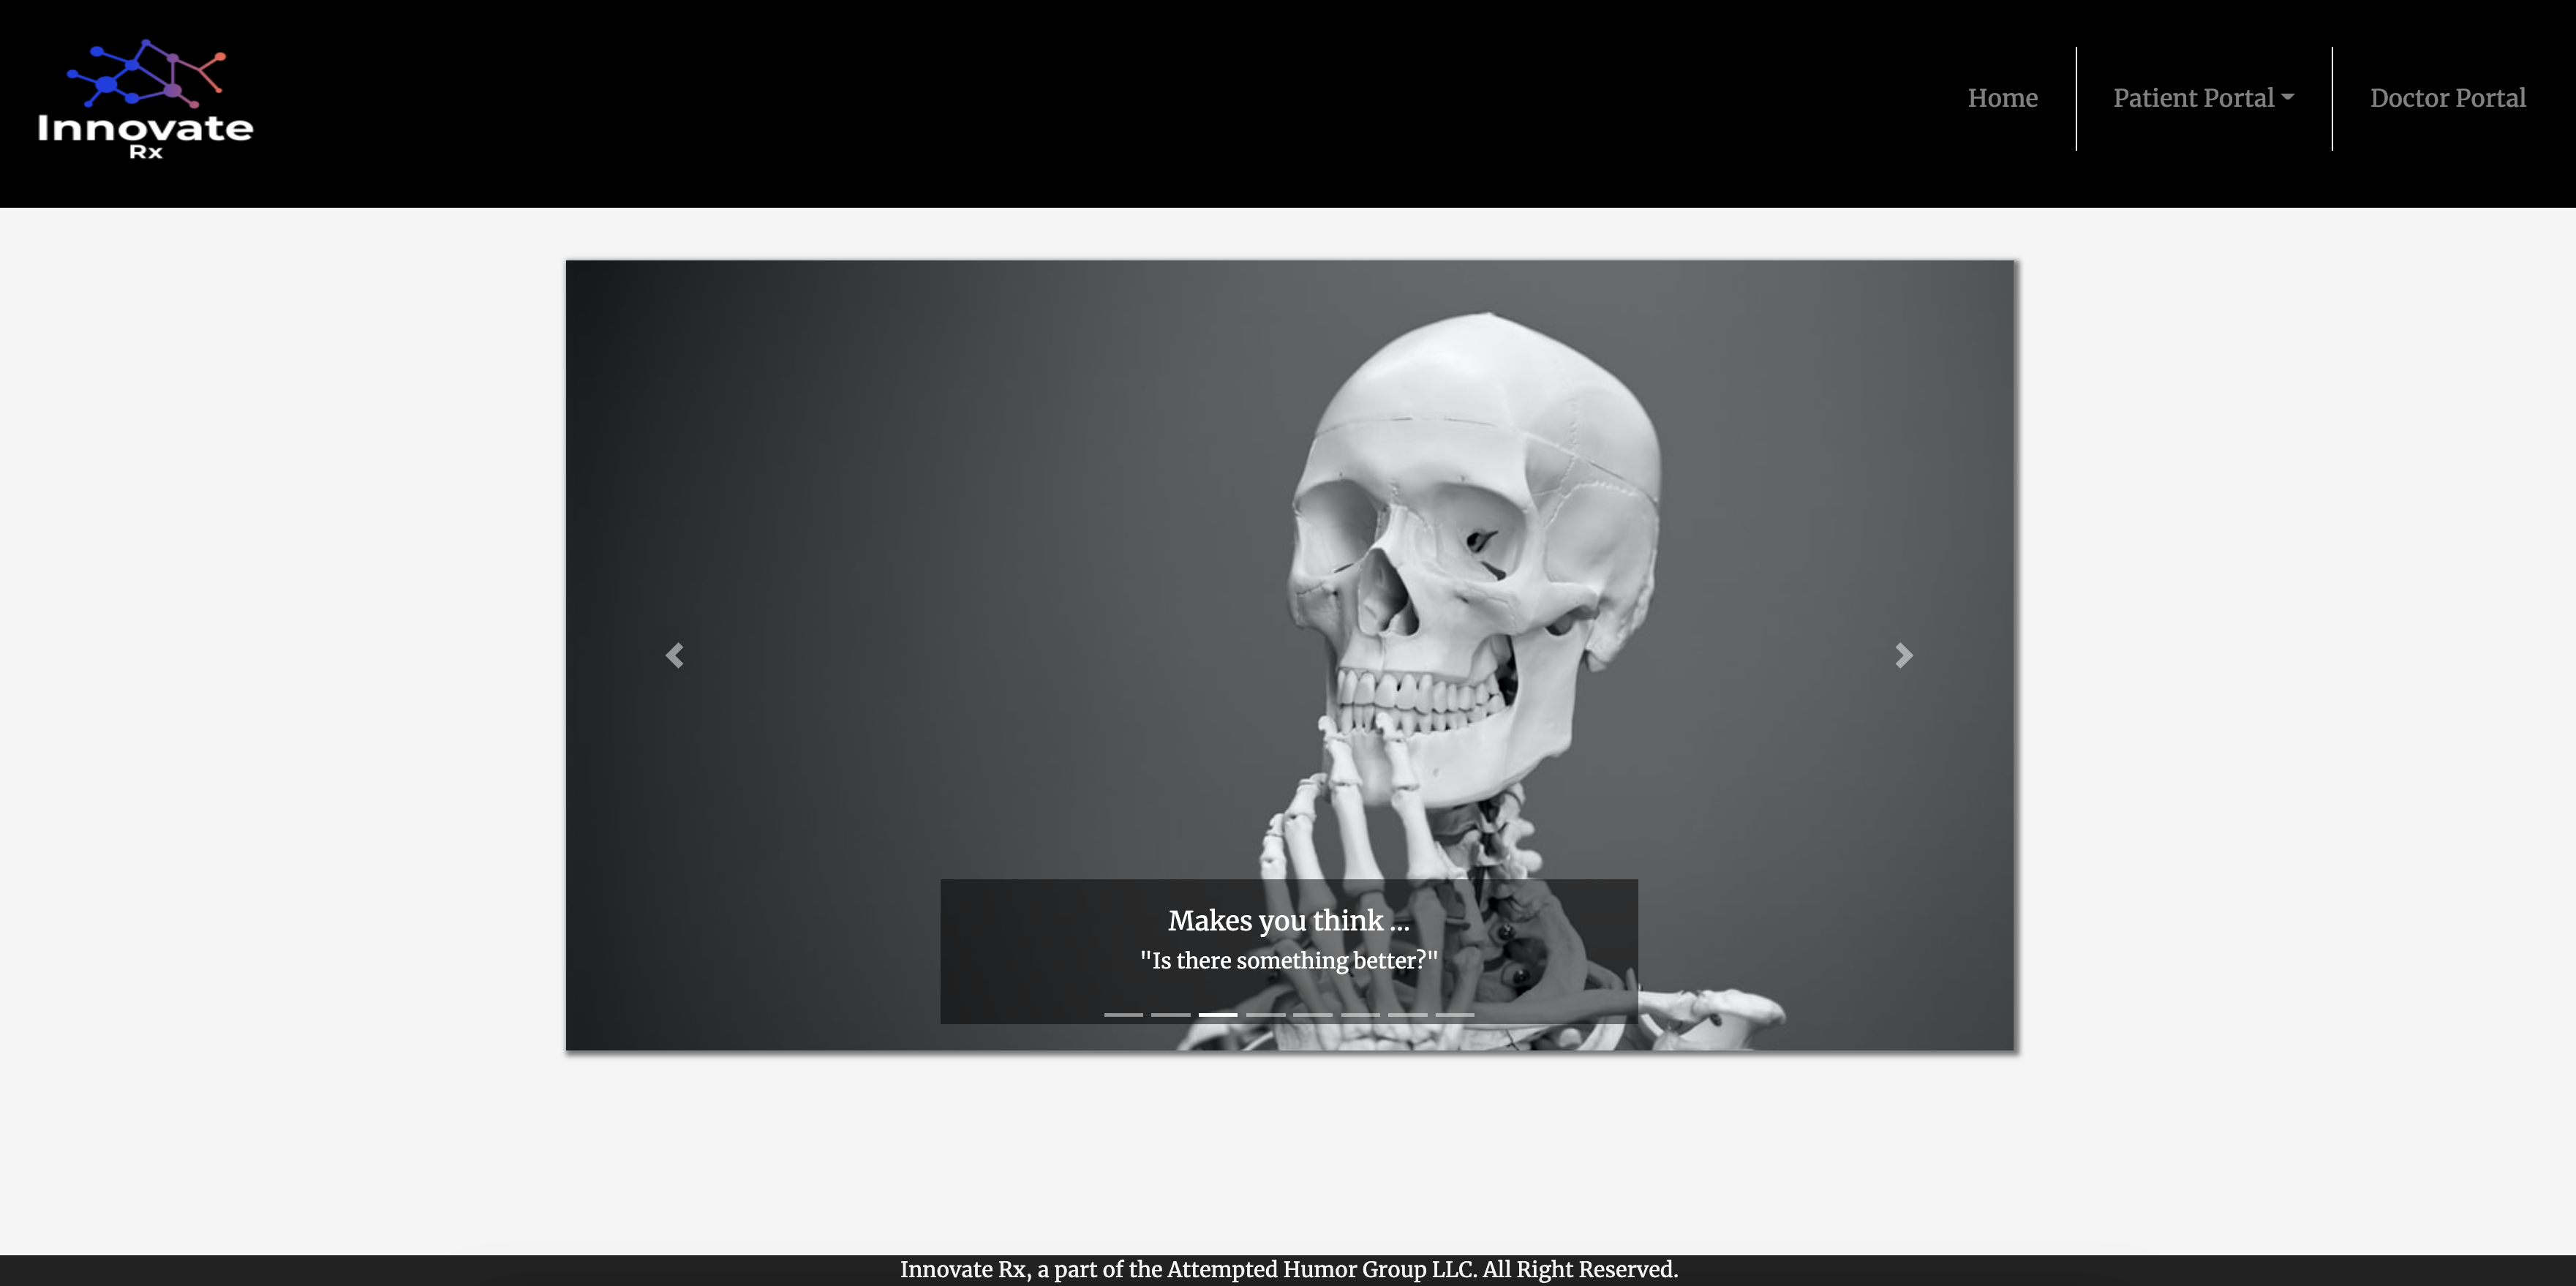 Innovate
Rx
Home
Patient Portal
Doctor Portal
Makes you think ...
"Is there something better?"
Innovate Rx, a part of the Attempted Humor Group LLC. All Right Reserved.